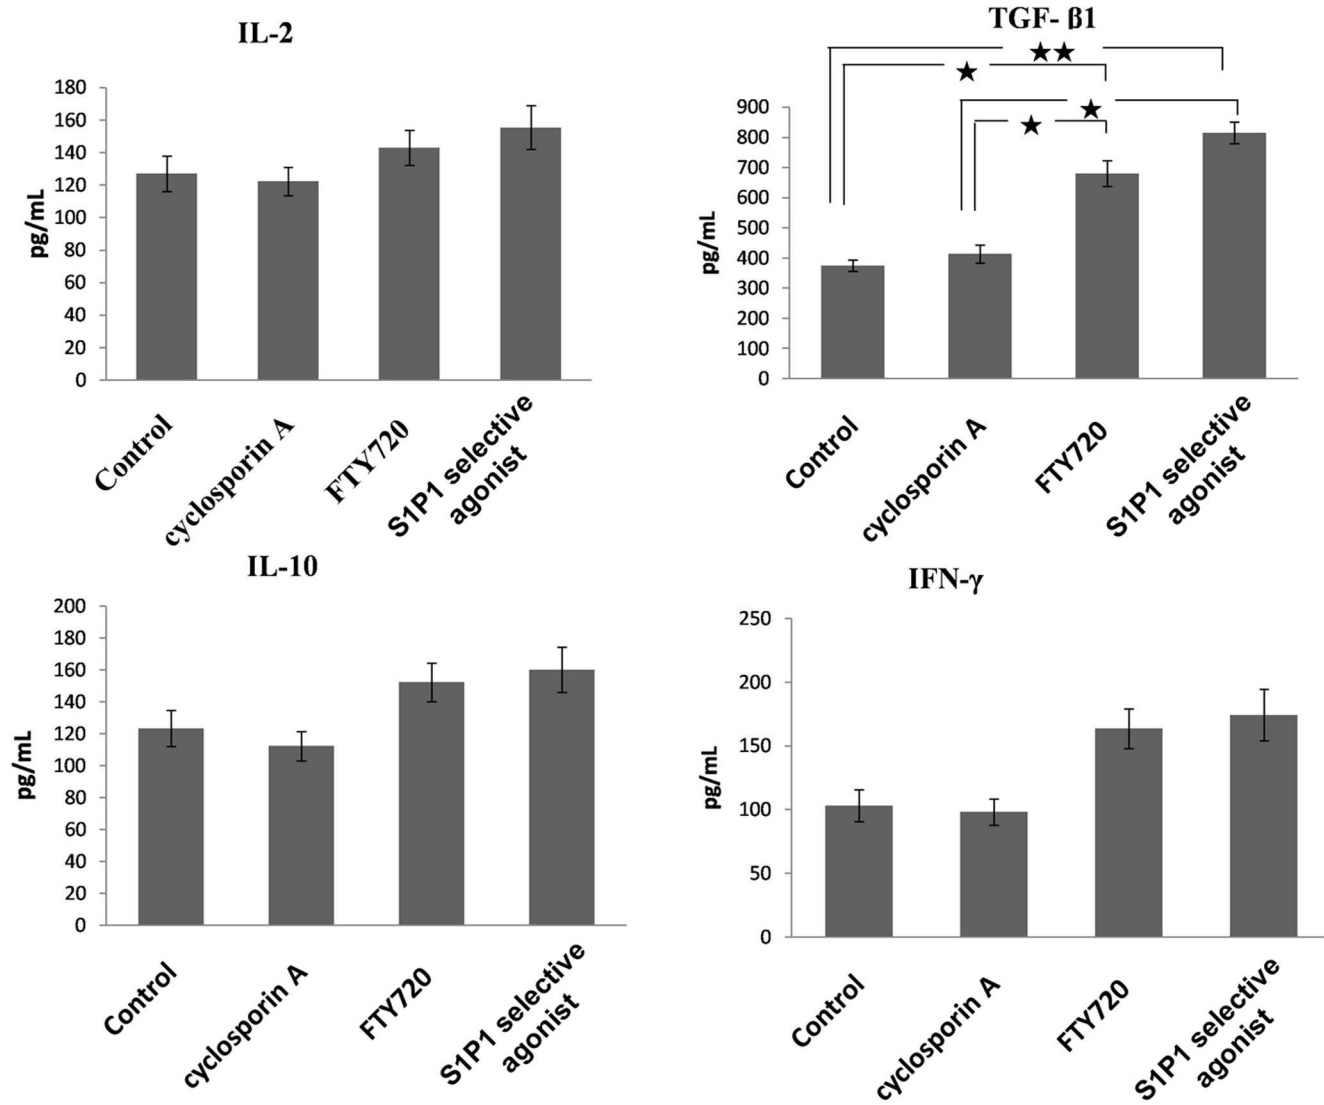 IL-2
pg/mL
180
160
140
120
100
80
60
40
20
0
Control
cyclosporin A
FTY720
S1P1 selective
agonist
TGF- ß1
★★
★
★
★
pg/mL
900
800
700
600
500
400
300
200
100
0
Control
cyclosporin A
FTY720
S1P1 selective
agonist
IL-10
pg/mL
200
180
160
140
120
100
80
60
40
20
0
Control
cyclosporin A
FTY720
S1P1 selective
agonist
IFN-γ
pg/mL
250
200
150
100
50
0
Control
cyclosporin A
FTY720
S1P1 selective
agonist